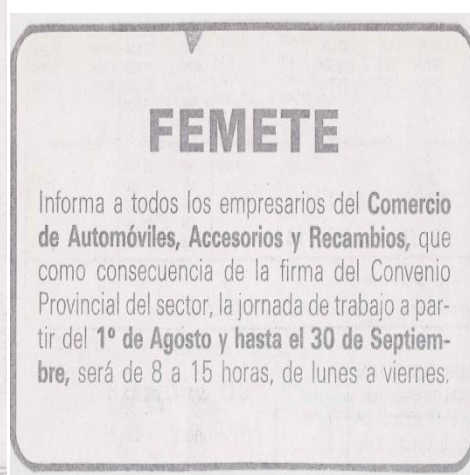 FEMETE
Informa a todos los empresarios del Comercio
de Automóviles, Accesorios y Recambios, que
como consecuencia de la firma del Convenio
Provincial del sector, la jornada de trabajo a par-
tir del 1º de Agosto y hasta el 30 de Septiem-
bre, será de 8 a 15 horas, de lunes a viernes.